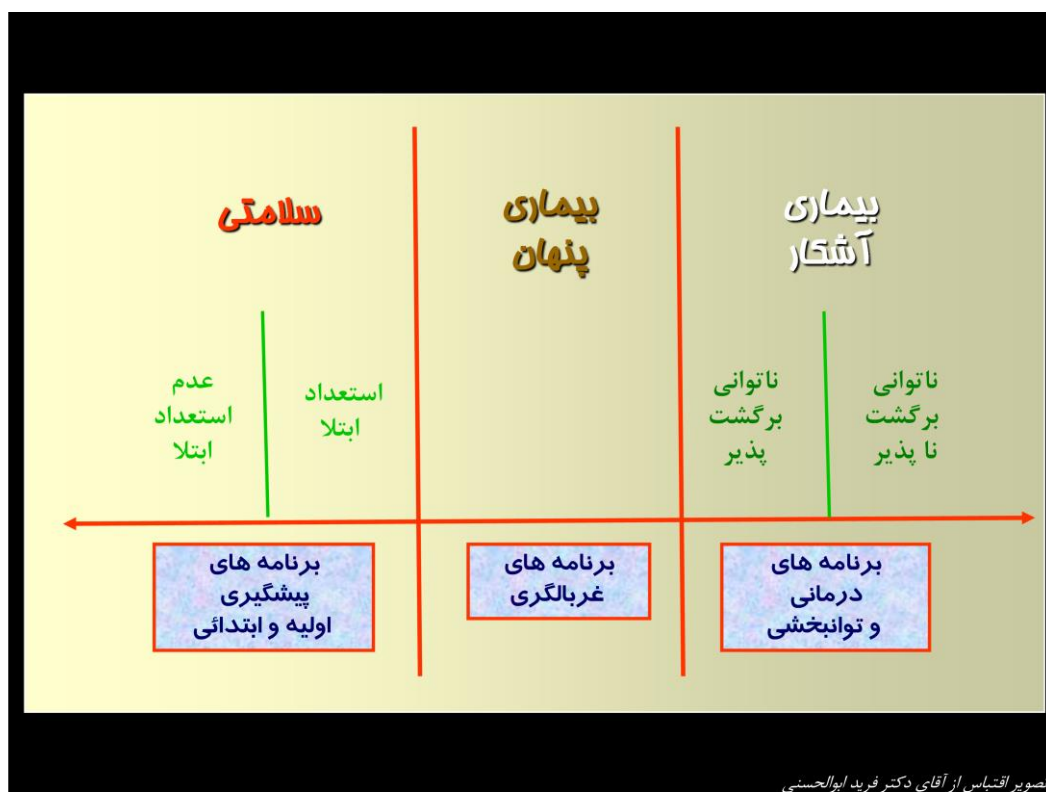 سلامتی
بیماری
پنهان
بیماری
آشکار
عدم
استعداد
ابتلا
استعداد
ابتلا
ناتوانی
برگشت
پذیر
ناتوانی
برگشت
نا پذیر
برنامه های
پیشگیری
اولیه و ابتدائی
برنامه های
غربالگری
برنامه های
درمانی
و توانبخشی
تصویر اقتباس از آقای دکتر فرید ابوالحسنی